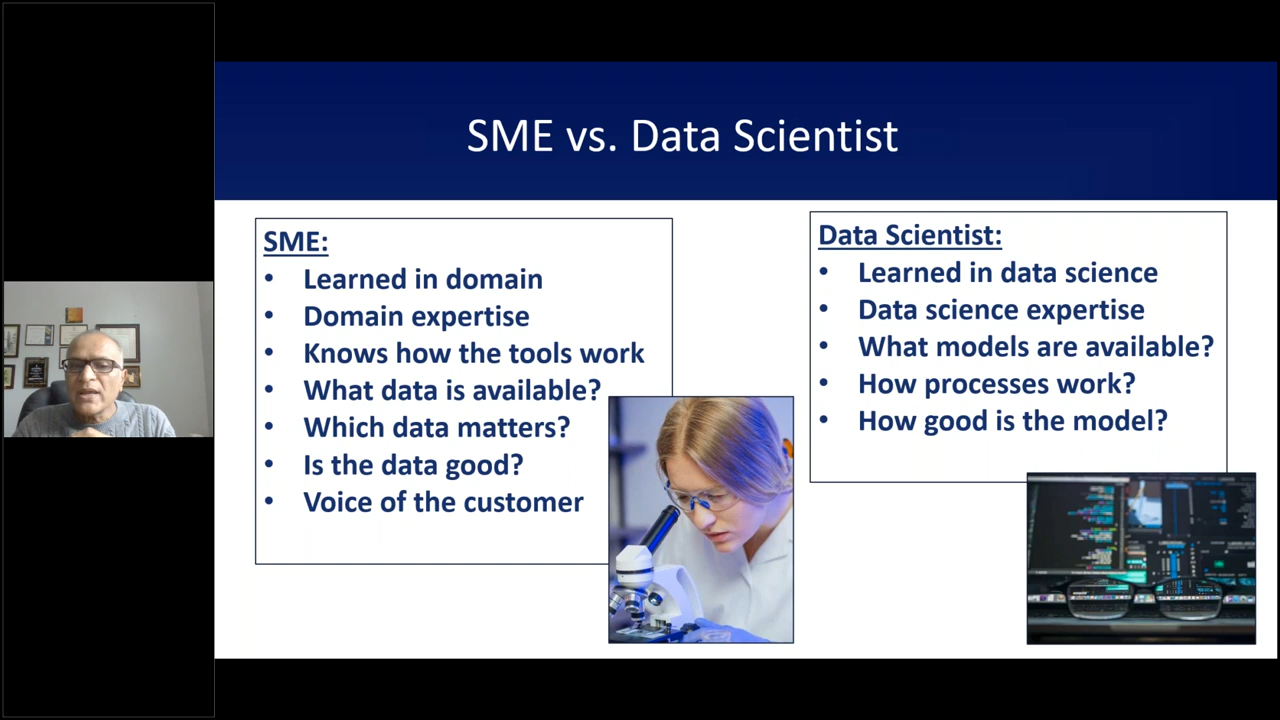 SME vs. Data Scientist
SME:
• Learned in domain
• Domain expertise
• Knows how the tools work
• What data is available?
• Which data matters?
• Is the data good?
• Voice of the customer
Data Scientist:
• Learned in data science
• Data science expertise
• What models are available?
• How processes work?
• How good is the model?